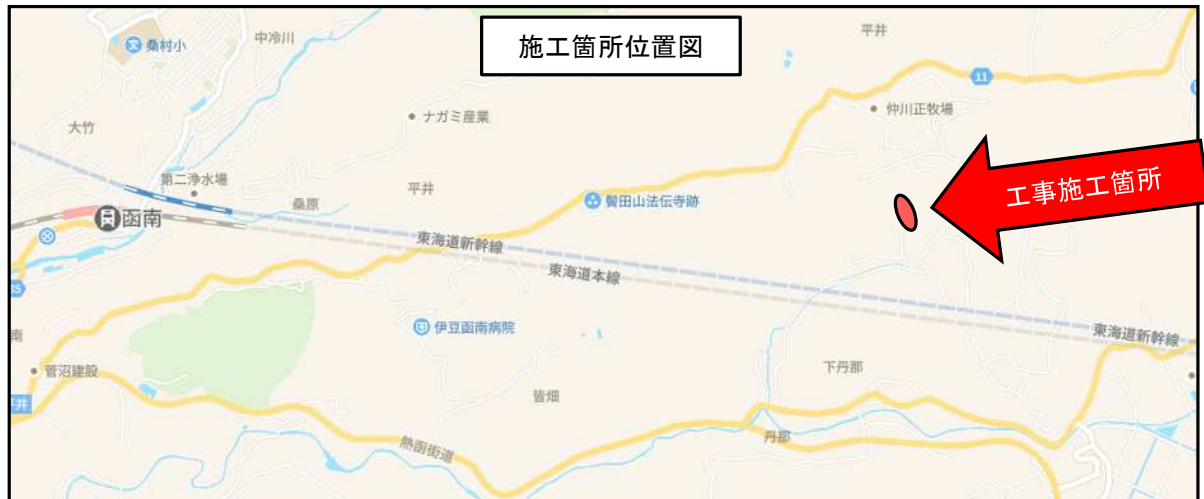 施工箇所位置図
桑村小
中冷川
平井
11
大竹
ナガミ産業
仲川正牧場
工事施工箇所
第二浄水場
平井
桑原
髻田山法伝寺跡
函南
東海道新幹線
東海道本線
伊豆函南病院
東海道新幹線
南
菅沼建設
下丹那
皆畑
平井
熱函街道
丹那